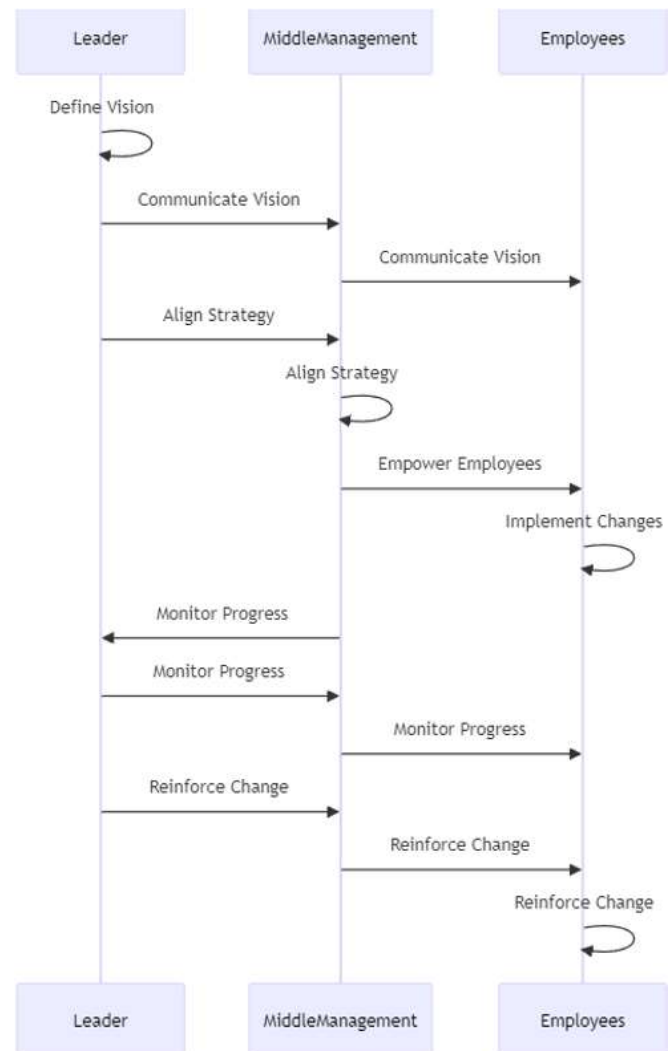 Leader MiddleManagement Employees
Define Vision
Communicate Vision
Communicate Vision
Align Strategy
Align Strategy
Empower Employees
Implement Changes
Monitor Progress
Monitor Progress
Monitor Progress
Reinforce Change
Reinforce Change
Reinforce Change
Leader MiddleManagement Employees